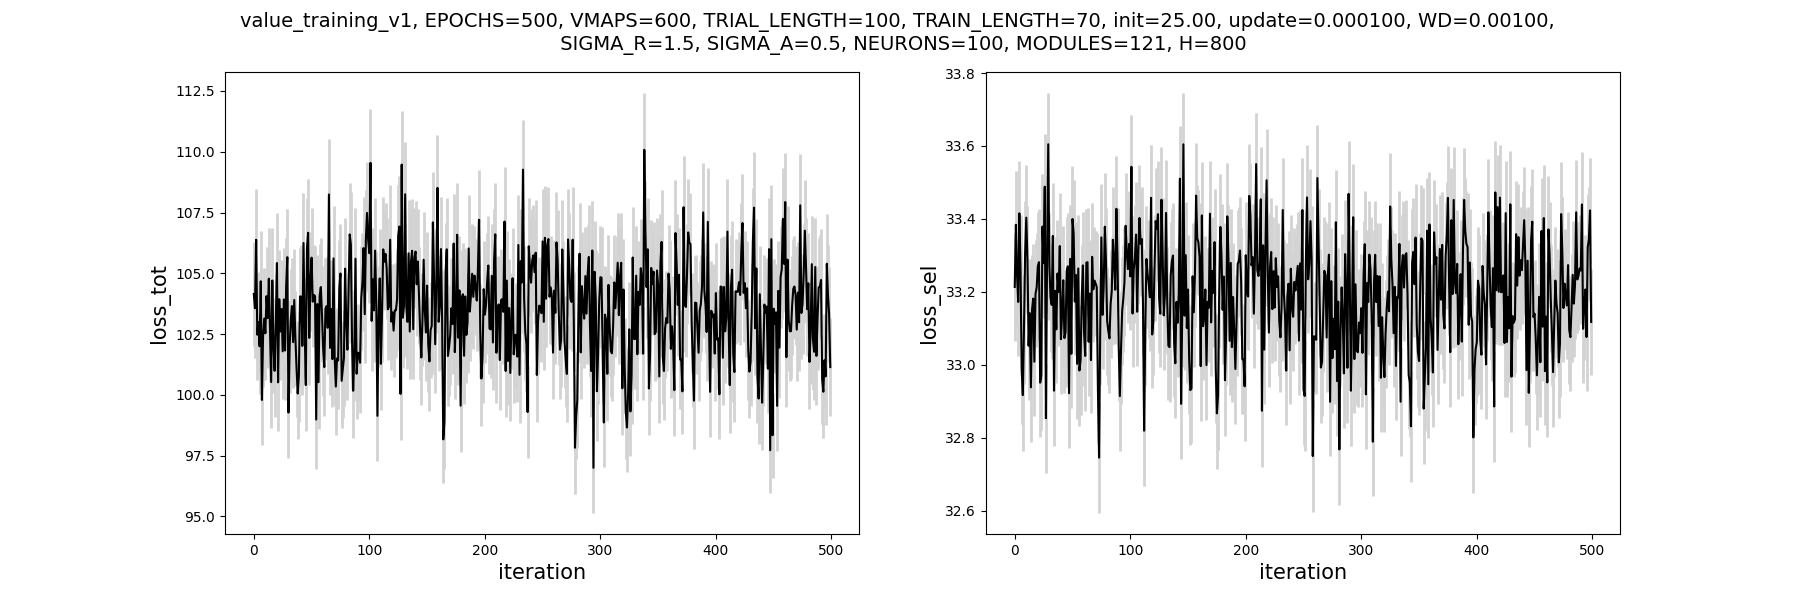 value_training_v1, EPOCHS=500, VMAPS=600, TRIAL_LENGTH=100, TRAIN_LENGTH=70, init=25.00, update=0.000100, WD=0.00100,
SIGMA_R=1.5, SIGMA_A=0.5, NEURONS=100, MODULES=121, H=800
112.5
110.0
107.5
105.0
102.5
100.0
97.5
95.0
loss_tot
0 100 200 300 400 500
iteration
33.8
33.6
33.4
33.2
33.0
32.8
32.6
loss_sel
0 100 200 300 400 500
iteration